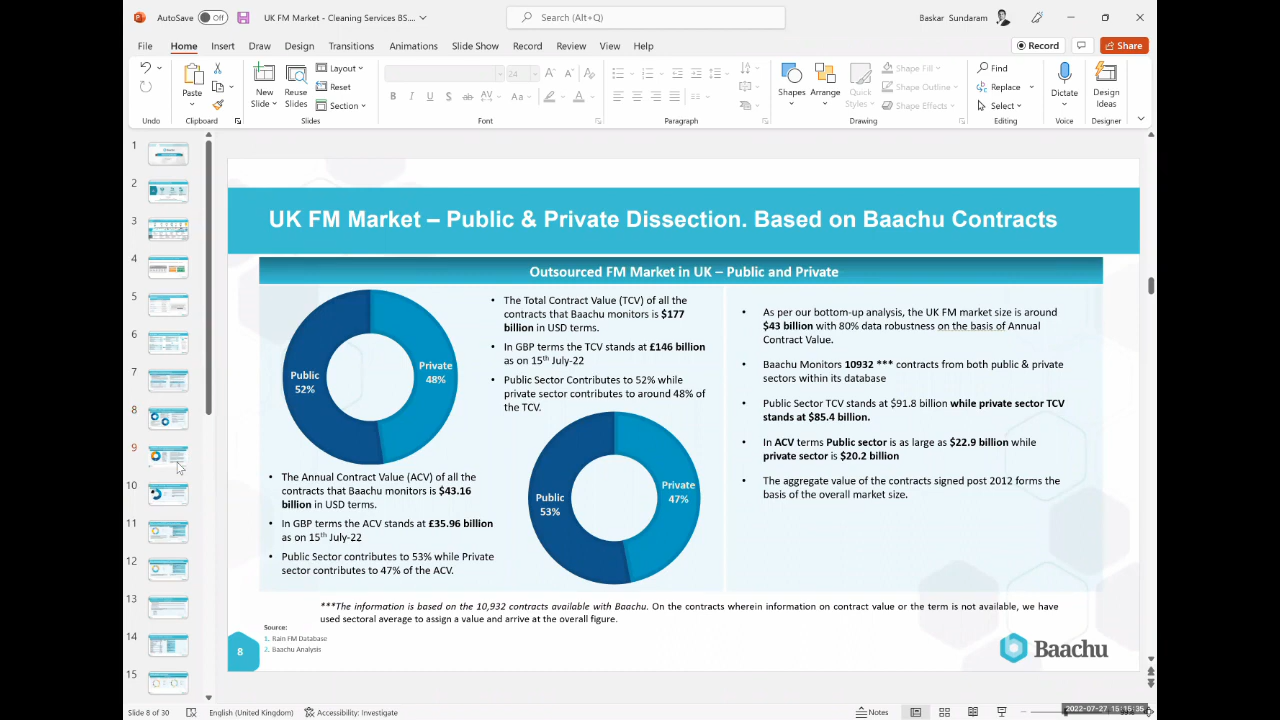 AutoSave
Off
UK FM Market - Cleaning Services BS....
Search (Alt+Q)
Baskar Sundaram
File
Home
Insert
Draw
Design
Transitions
Animations
Slide Show
Record
Review
View
Help
Record
Share
Paste
New
Slide
Reuse
Slides
Layout
Reset
Section
24
Shapes
Arrange
Quick
Styles
Shape Fill
Shape Outline
Shape Effects
Find
Replace
Select
Dictate
Design
Ideas
Undo
Clipboard
Slides
Font
Paragraph
Drawing
Editing
Voice
Designer
1
2
3
4
5
6
7
8
9
10
11
12
13
14
15
UK FM Market – Public & Private Dissection. Based on Baachu Contracts
Outsourced FM Market in UK – Public and Private
Public
52%
Private
48%
• The Total Contract Value (TCV) of all the
contracts that Baachu monitors is $177
billion in USD terms.
• In GBP terms the TCV stands at £146 billion
as on 15th July-22
• Public Sector Contributes to 52% while
private sector contributes to around 48% of
the TCV.
• The Annual Contract Value (ACV) of all the
contracts that Baachu monitors is $43.16
billion in USD terms.
• In GBP terms the ACV stands at £35.96 billion
as on 15th July-22
• Public Sector contributes to 53% while Private
sector contributes to 47% of the ACV.
Public
53%
Private
47%
• As per our bottom-up analysis, the UK FM market size is around
$43 billion with 80% data robustness on the basis of Annual
Contract Value.
• Baachu Monitors 10932 *** contracts from both public & private
sectors within its database
• Public Sector TCV stands at $91.8 billion while private sector TCV
stands at $85.4 billion.
• In ACV terms Public sector is as large as $22.9 billion while
private sector is $20.2 billion
• The aggregate value of the contracts signed post 2012 forms the
basis of the overall market size.
***The information is based on the 10,932 contracts available with Baachu. On the contracts wherein information on contract value or the term is not available, we have
used sectoral average to assign a value and arrive at the overall figure.
Source:
1. Rain FM Database
2. Baachu Analysis
8
Baachu
Slide 8 of 30
English (United Kingdom)
Accessibility: Investigate
Notes
2022-07-27 15:15:35